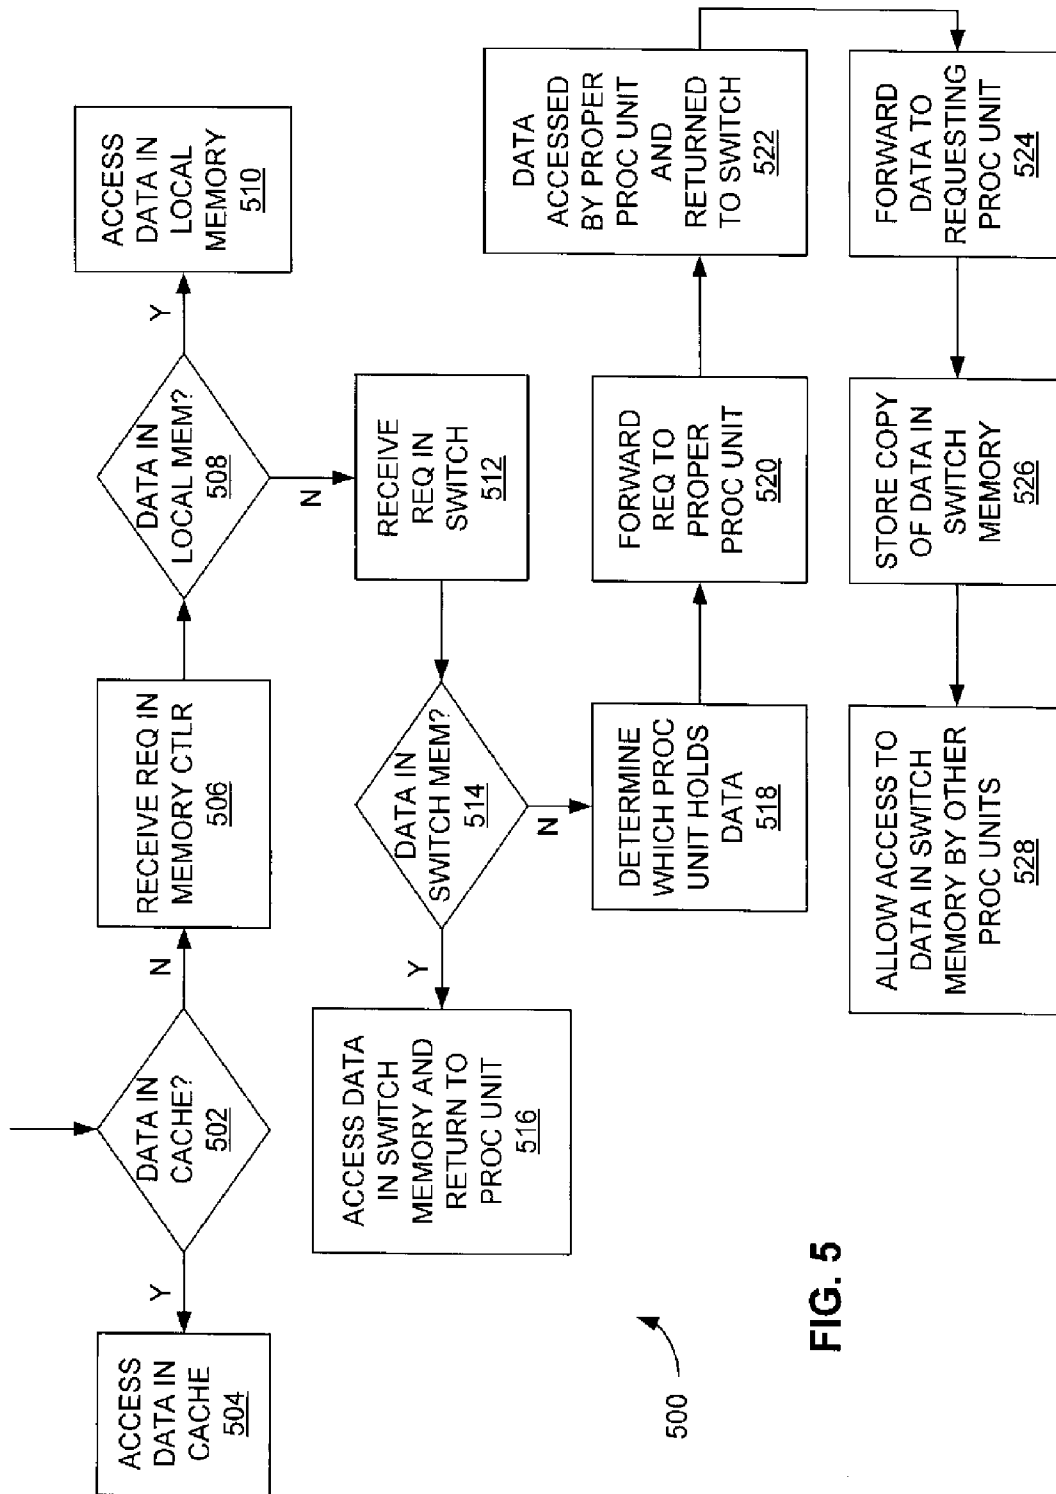 DATA IN
CACHE?
502
Y
ACCESS
DATA IN
CACHE
504
N
RECEIVE REQ IN
MEMORY CTLR
506
DATA IN
LOCAL MEM?
508
Y
ACCESS
DATA IN
LOCAL
MEMORY
510
N
RECEIVE
REQ IN
SWITCH
512
DATA IN
SWITCH MEM?
514
Y
ACCESS DATA
IN SWITCH
MEMORY AND
RETURN TO
PROC UNIT
516
N
DETERMINE
WHICH PROC
UNIT HOLDS
DATA
518
FORWARD
REQ TO
PROPER
PROC UNIT
520
DATA
ACCESSED
BY PROPER
PROC UNIT
AND
RETURNED
TO SWITCH
522
FORWARD
DATA TO
REQUESTING
PROC UNIT
524
STORE COPY
OF DATA IN
SWITCH
MEMORY
526
ALLOW ACCESS TO
DATA IN SWITCH
MEMORY BY OTHER
PROC UNITS
528
500
FIG. 5